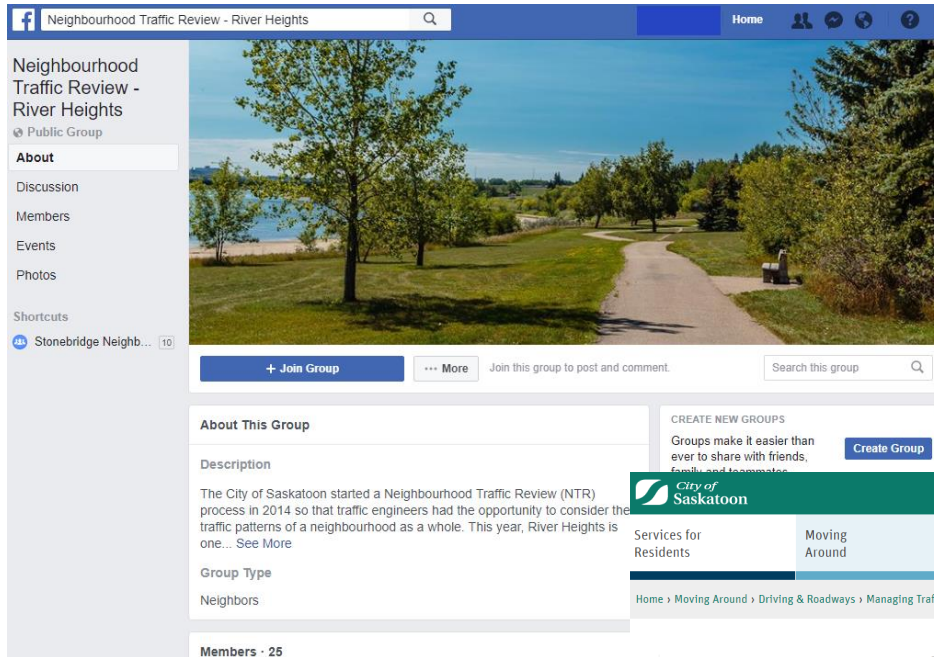 Neighbourhood Traffic Review - River Heights
Home
Neighbourhood
Traffic Review -
River Heights
Public Group
About
Discussion
Members
Events
Photos
Shortcuts
Stonebridge Neighb... 10
+ Join Group
... More
Join this group to post and comment.
Search this group
About This Group
Description
The City of Saskatoon started a Neighbourhood Traffic Review (NTR)
process in 2014 so that traffic engineers had the opportunity to consider the
traffic patterns of a neighbourhood as a whole. This year, River Heights is
one... See More
Group Type
Neighbors
Members · 25
CREATE NEW GROUPS
Groups make it easier than
ever to share with friends,
family and teammates
Create Group
City of
Saskatoon
Services for
Residents
Moving
Around
Home › Moving Around › Driving & Roadways › Managing Traf